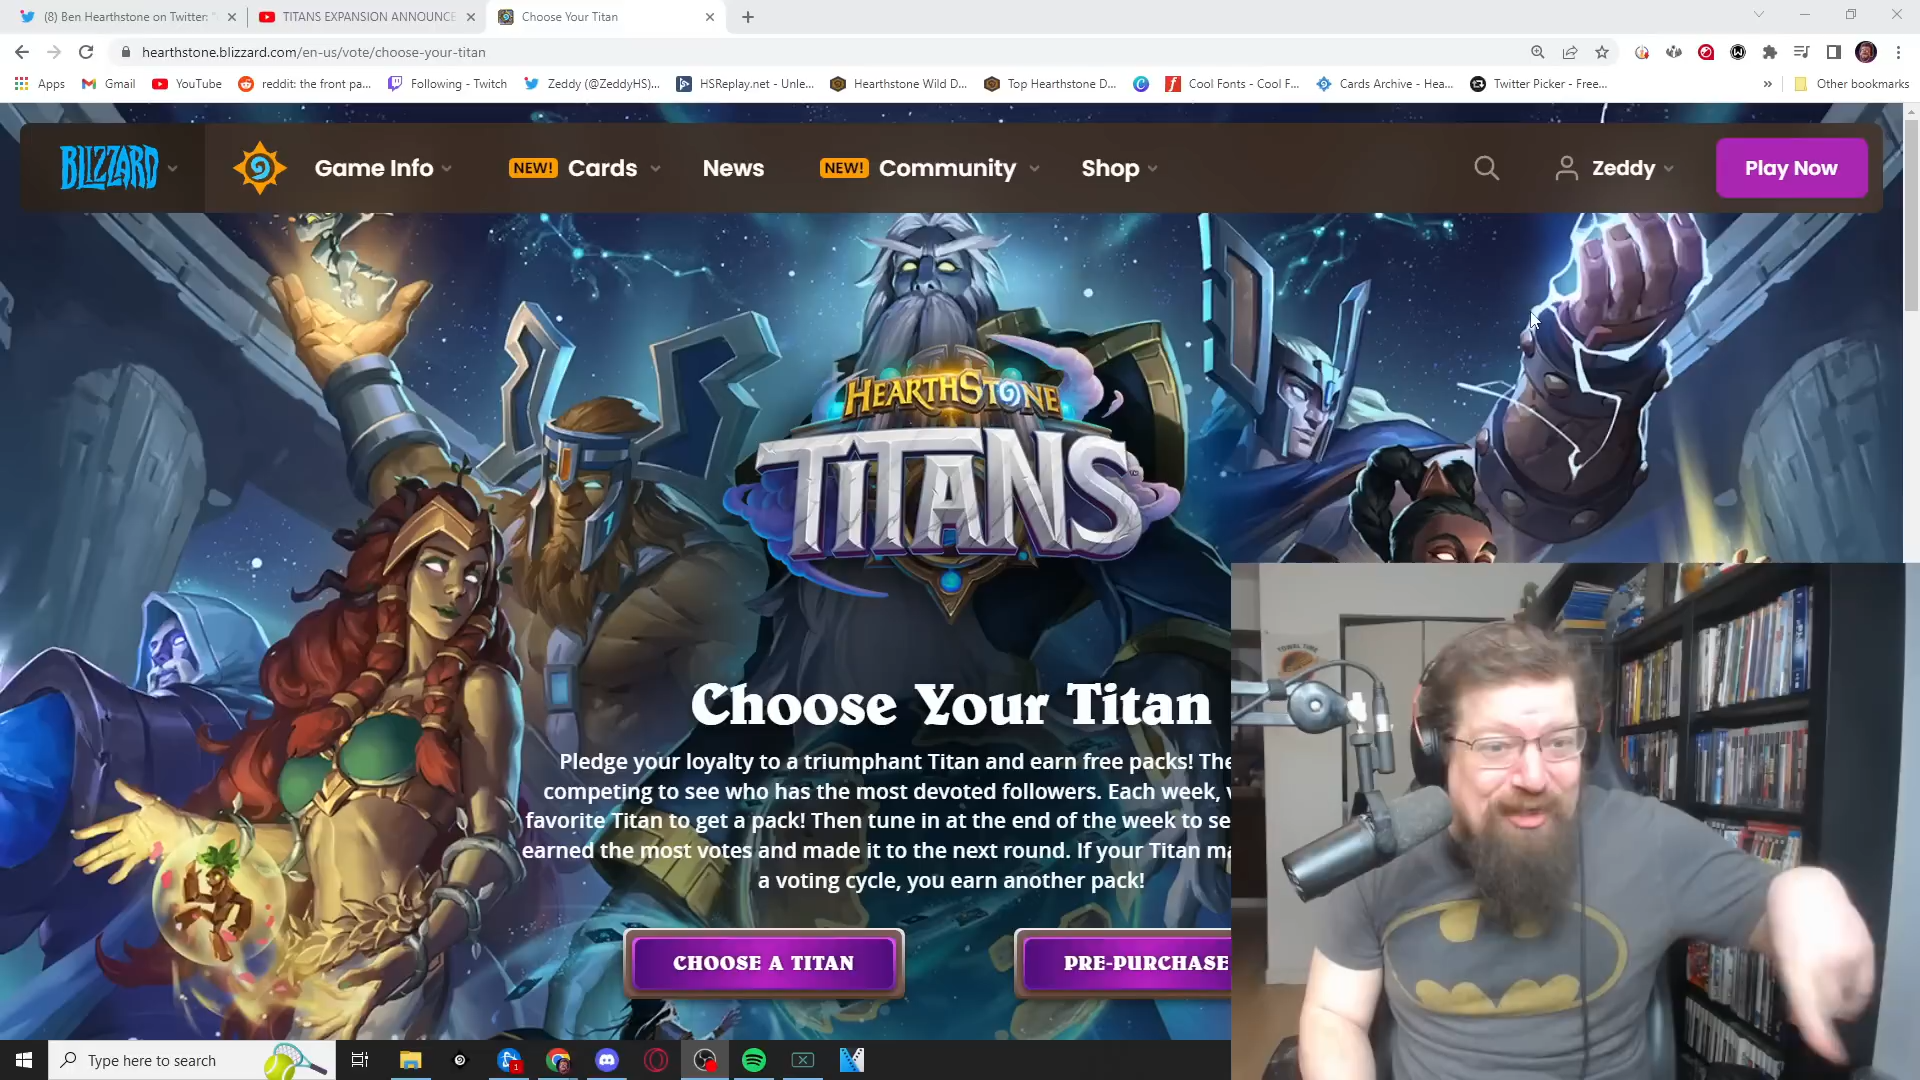 (8) Ben Hearthstone on Twitter: "
TITANS EXPANSION ANNOUNCE
Choose Your Titan
hearthstone.blizzard.com/en-us/vote/choose-your-titan
Apps
Gmail
YouTube
reddit: the front pa...
Following - Twitch
Zeddy (@ZeddyHS)...
HSReplay.net - Unle...
Hearthstone Wild D...
Top Hearthstone D...
Cool Fonts - Cool F...
Cards Archive - Hea...
Twitter Picker - Free...
»
Other bookmarks
BLIZZARD
Game Info
NEW! Cards
News
NEW! Community
Shop
Zeddy
Play Now
HEARTHSTONE
TITANS
Choose Your Titan
Pledge your loyalty to a triumphant Titan and earn free packs! The
competing to see who has the most devoted followers. Each week, v
favorite Titan to get a pack! Then tune in at the end of the week to se
earned the most votes and made it to the next round. If your Titan ma
a voting cycle, you earn another pack!
CHOOSE A TITAN
PRE-PURCHASE
Type here to search
1